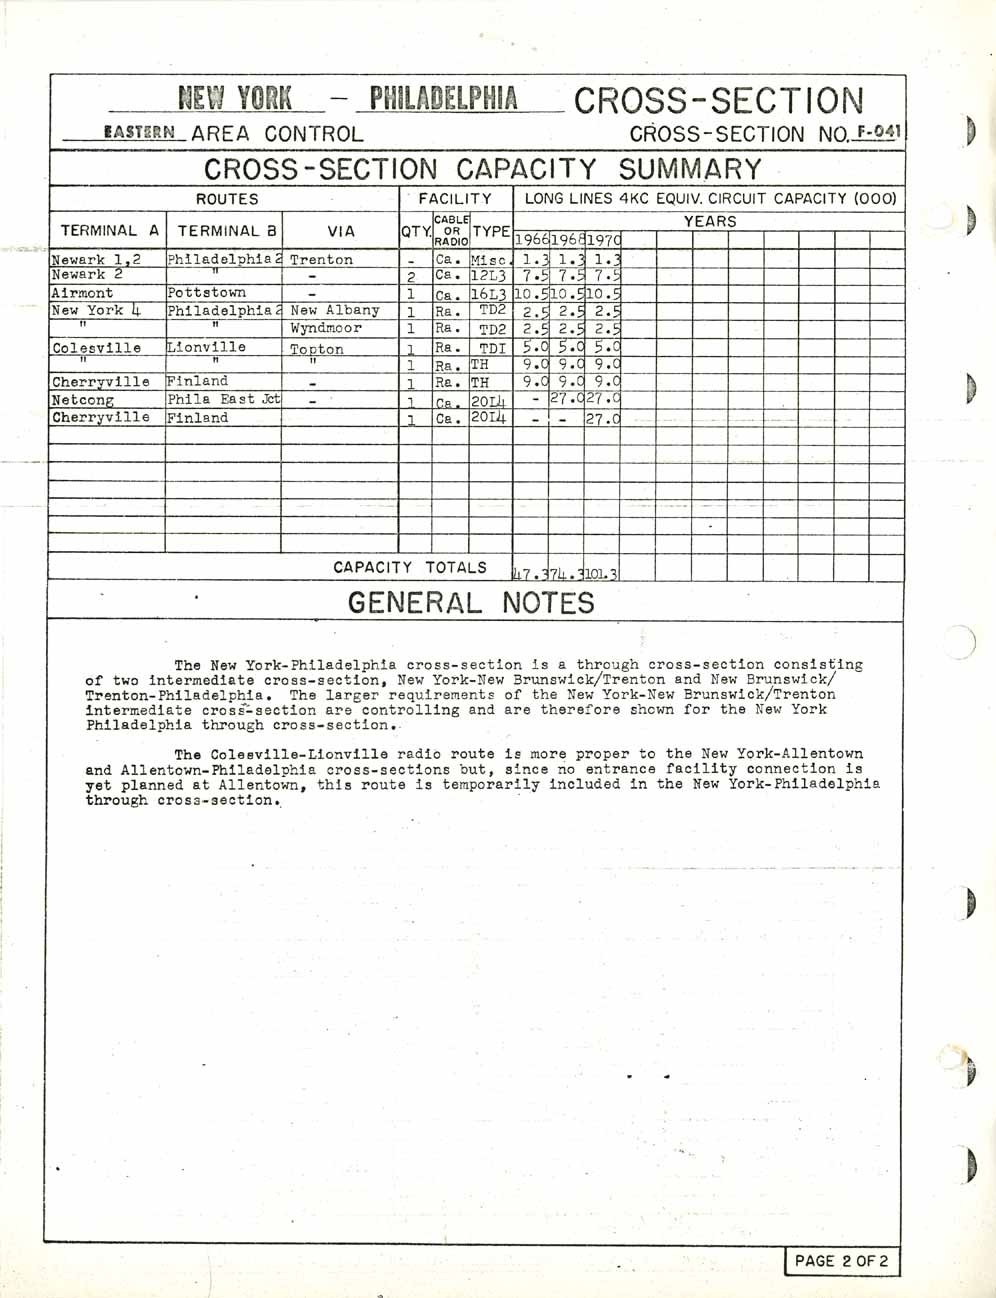 NEW YORK - PHILADELPHIA CROSS-SECTION
EASTERN AREA CONTROL CROSS-SECTION NO. F-041
CROSS-SECTION CAPACITY SUMMARY
ROUTES FACILITY LONG LINES 4KC EQUIV. CIRCUIT CAPACITY (000)
TERMINAL A TERMINAL B VIA QTY. CABLE OR RADIO TYPE YEARS
1966 1968 1970
Newark 1,2 Philadelphia 2 Trenton - Ca. Misc. 1.3 1.3 1.3
Newark 2 " - 2 Ca. 12L3 7.5 7.5 7.5
Airmont Pottstown - 1 Ca. 16L3 10.5 10.5 10.5
New York 4 Philadelphia 2 New Albany 1 Ra. TD2 2.5 2.5 2.5
" " Wyndmoor 1 Ra. TD2 2.5 2.5 2.5
Colesville Lionville Topton 1 Ra. TDI 5.0 5.0 5.0
" " " 1 Ra. TH 9.0 9.0 9.0
Cherryville Finland - 1 Ra. TH 9.0 9.0 9.0
Netcong Phila East Jct - 1 Ca. 20L4 - 27.0 27.0
Cherryville Finland 1 Ca. 20L4 - - 27.0
CAPACITY TOTALS 47.3 74.3 101.3
GENERAL NOTES
The New York-Philadelphia cross-section is a through cross-section consisting
of two intermediate cross-section, New York-New Brunswick/Trenton and New Brunswick/
Trenton-Philadelphia. The larger requirements of the New York-New Brunswick/Trenton
intermediate cross-section are controlling and are therefore shown for the New York
Philadelphia through cross-section.
The Colesville-Lionville radio route is more proper to the New York-Allentown
and Allentown-Philadelphia cross-sections but, since no entrance facility connection is
yet planned at Allentown, this route is temporarily included in the New York-Philadelphia
through cross-section.
PAGE 2 OF 2